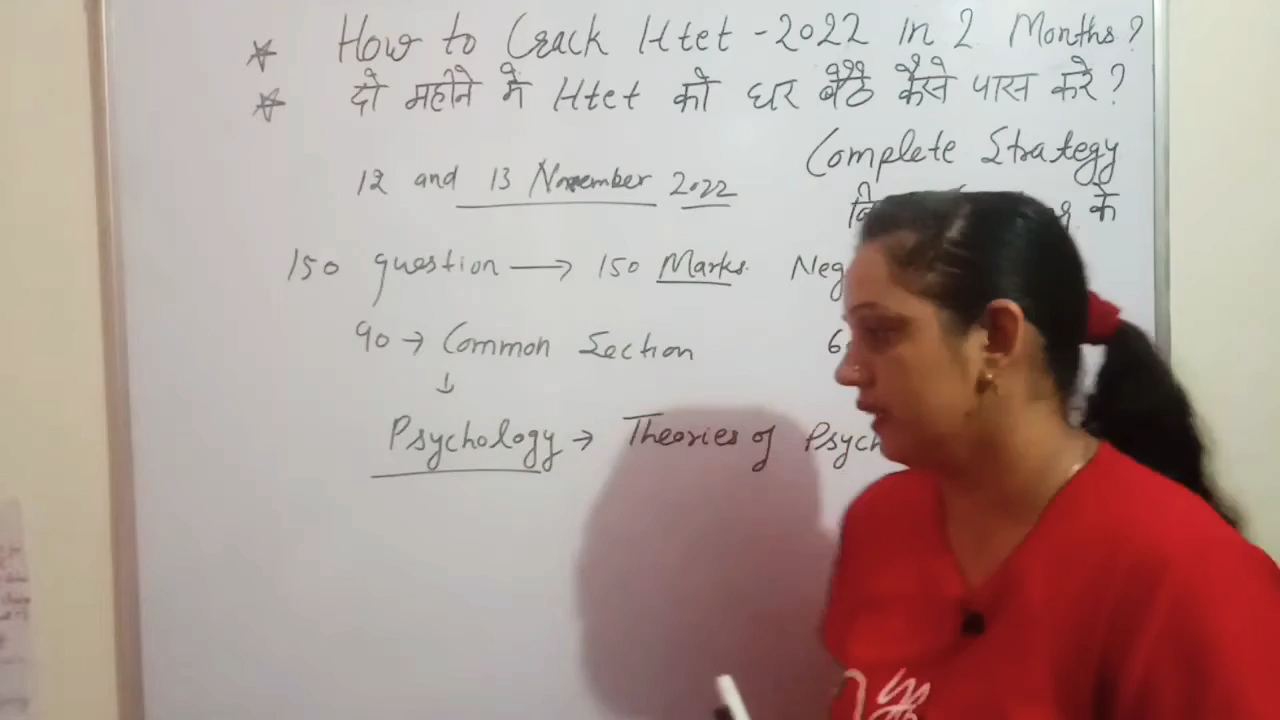 * How to Crack Htet - 2022 in 2 Months?
* दो महीने मे Htet को घर बैठे कैसे पास करे?
Complete Strategy
के
12 and 13 November 2022
150 question → 150 Marks. Neg
90 → Common Section 6
↓
Psychology → Theories of Psych